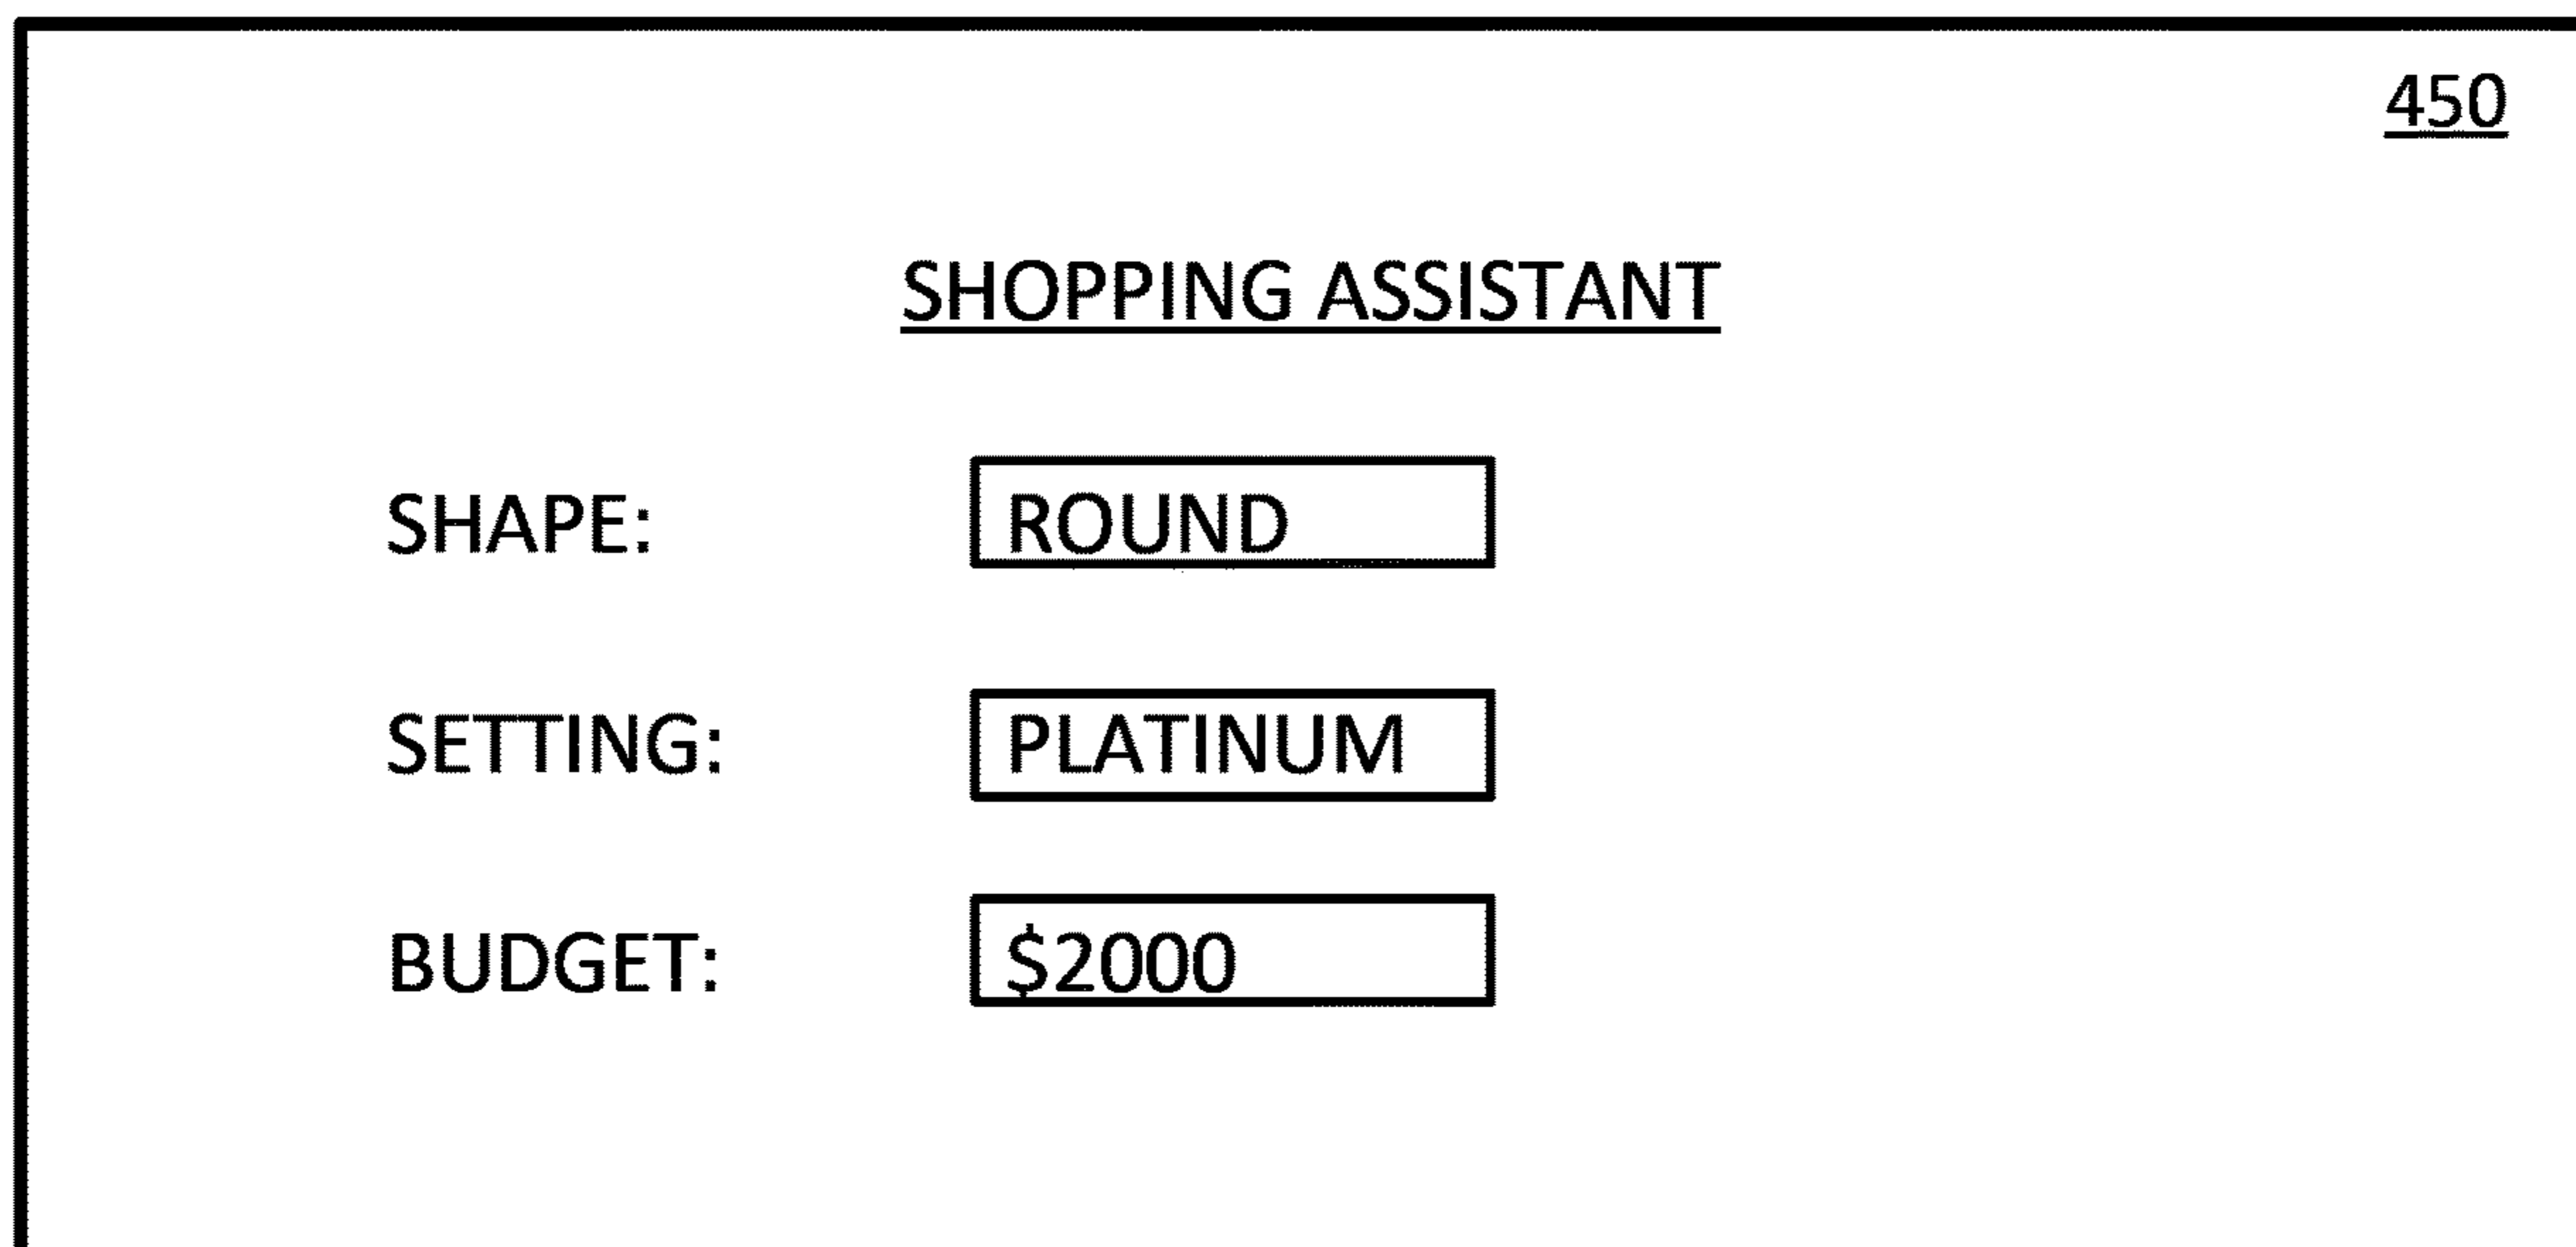 450
SHOPPING ASSISTANT
SHAPE: ROUND
SETTING: PLATINUM
BUDGET: $2000